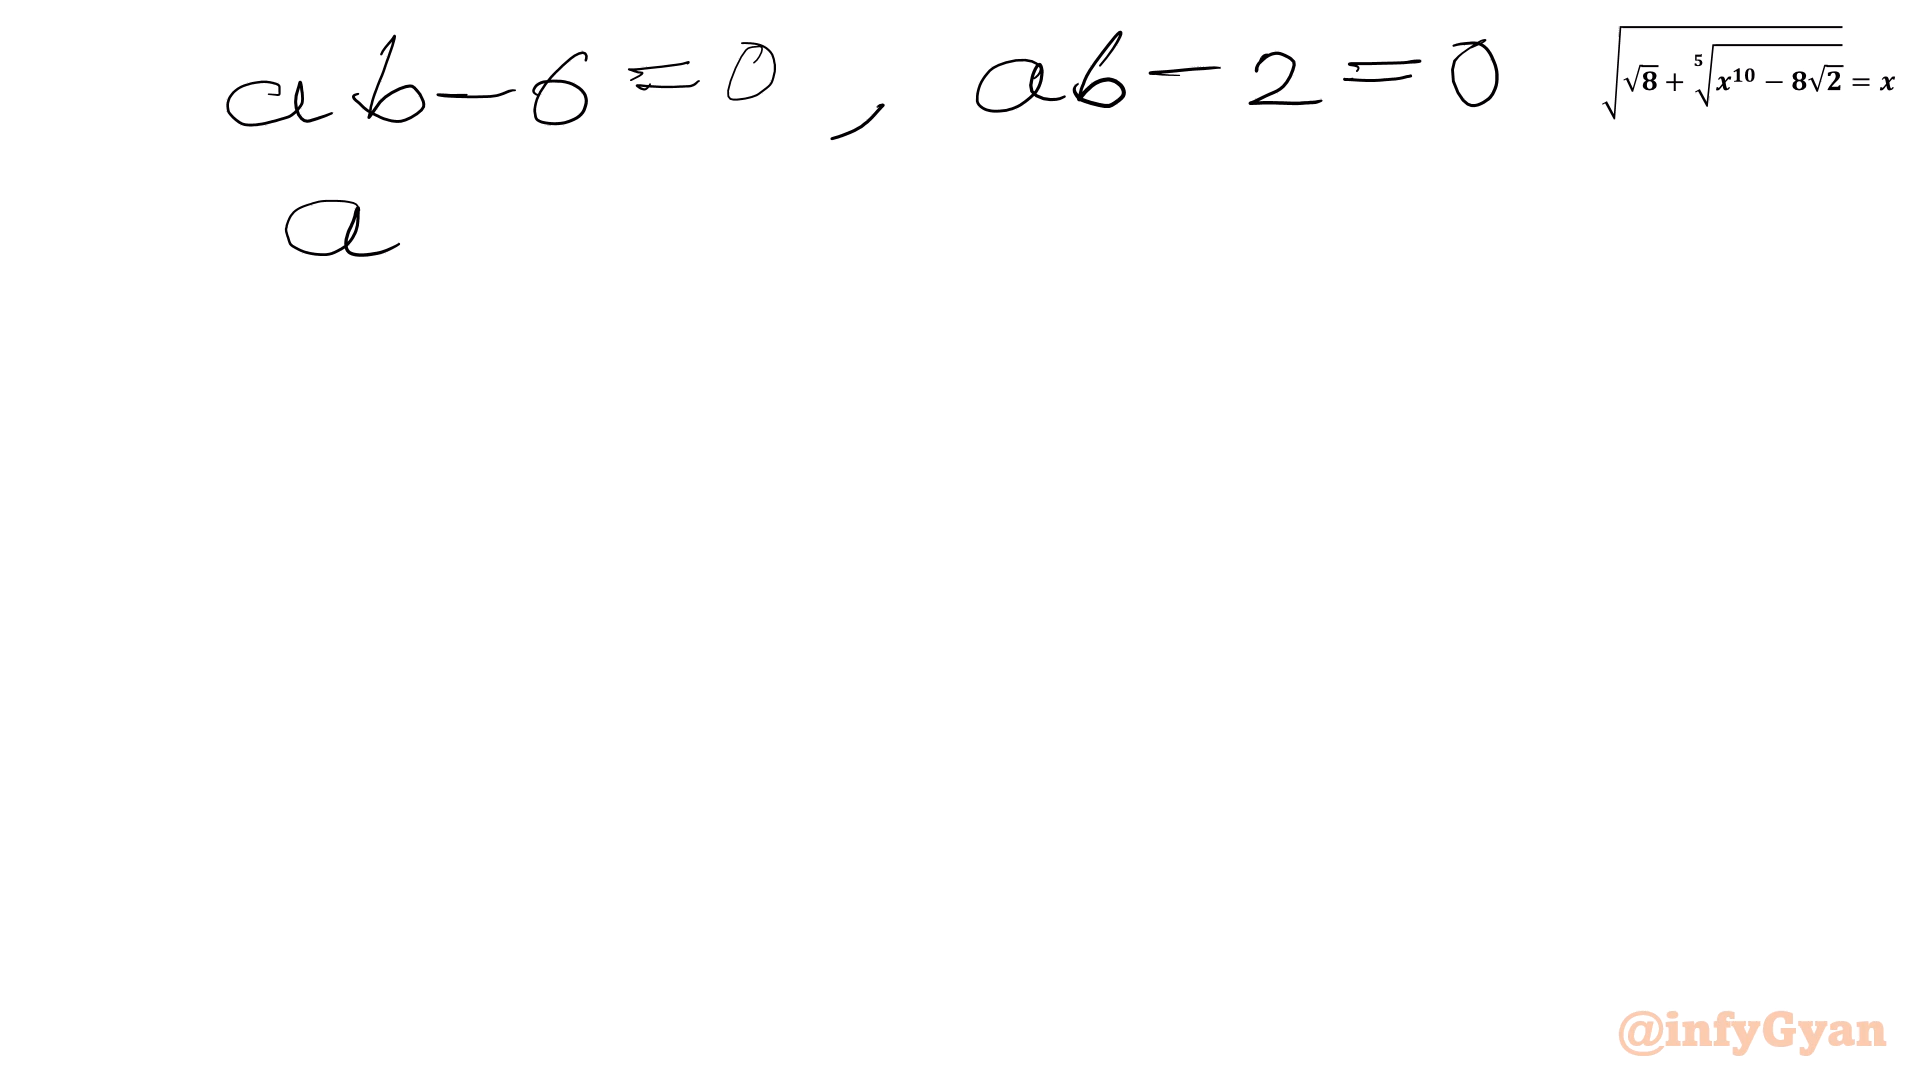 ab-6=0, ab-2=0
√(√8 + ⁵√(x¹⁰ − 8√2)) = x
a
@infyGyan